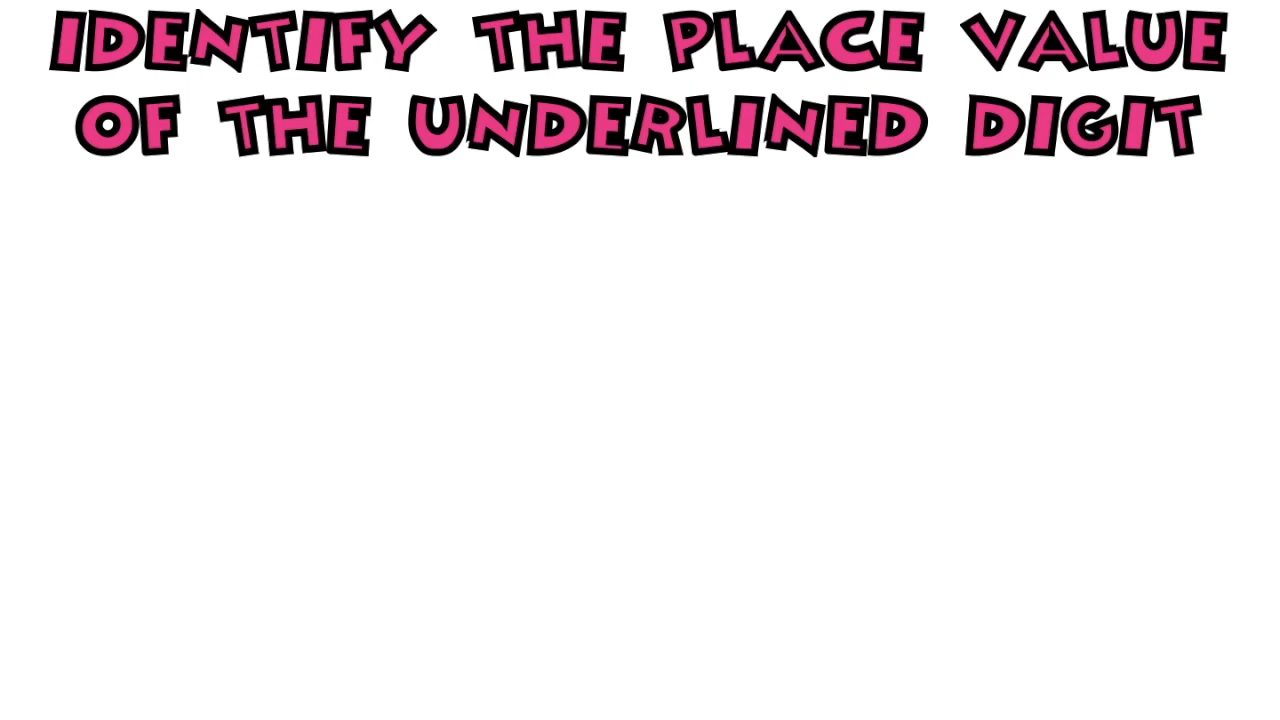 IDENTIFY THE PLACE VALUE
OF THE UNDERLINED DIGIT